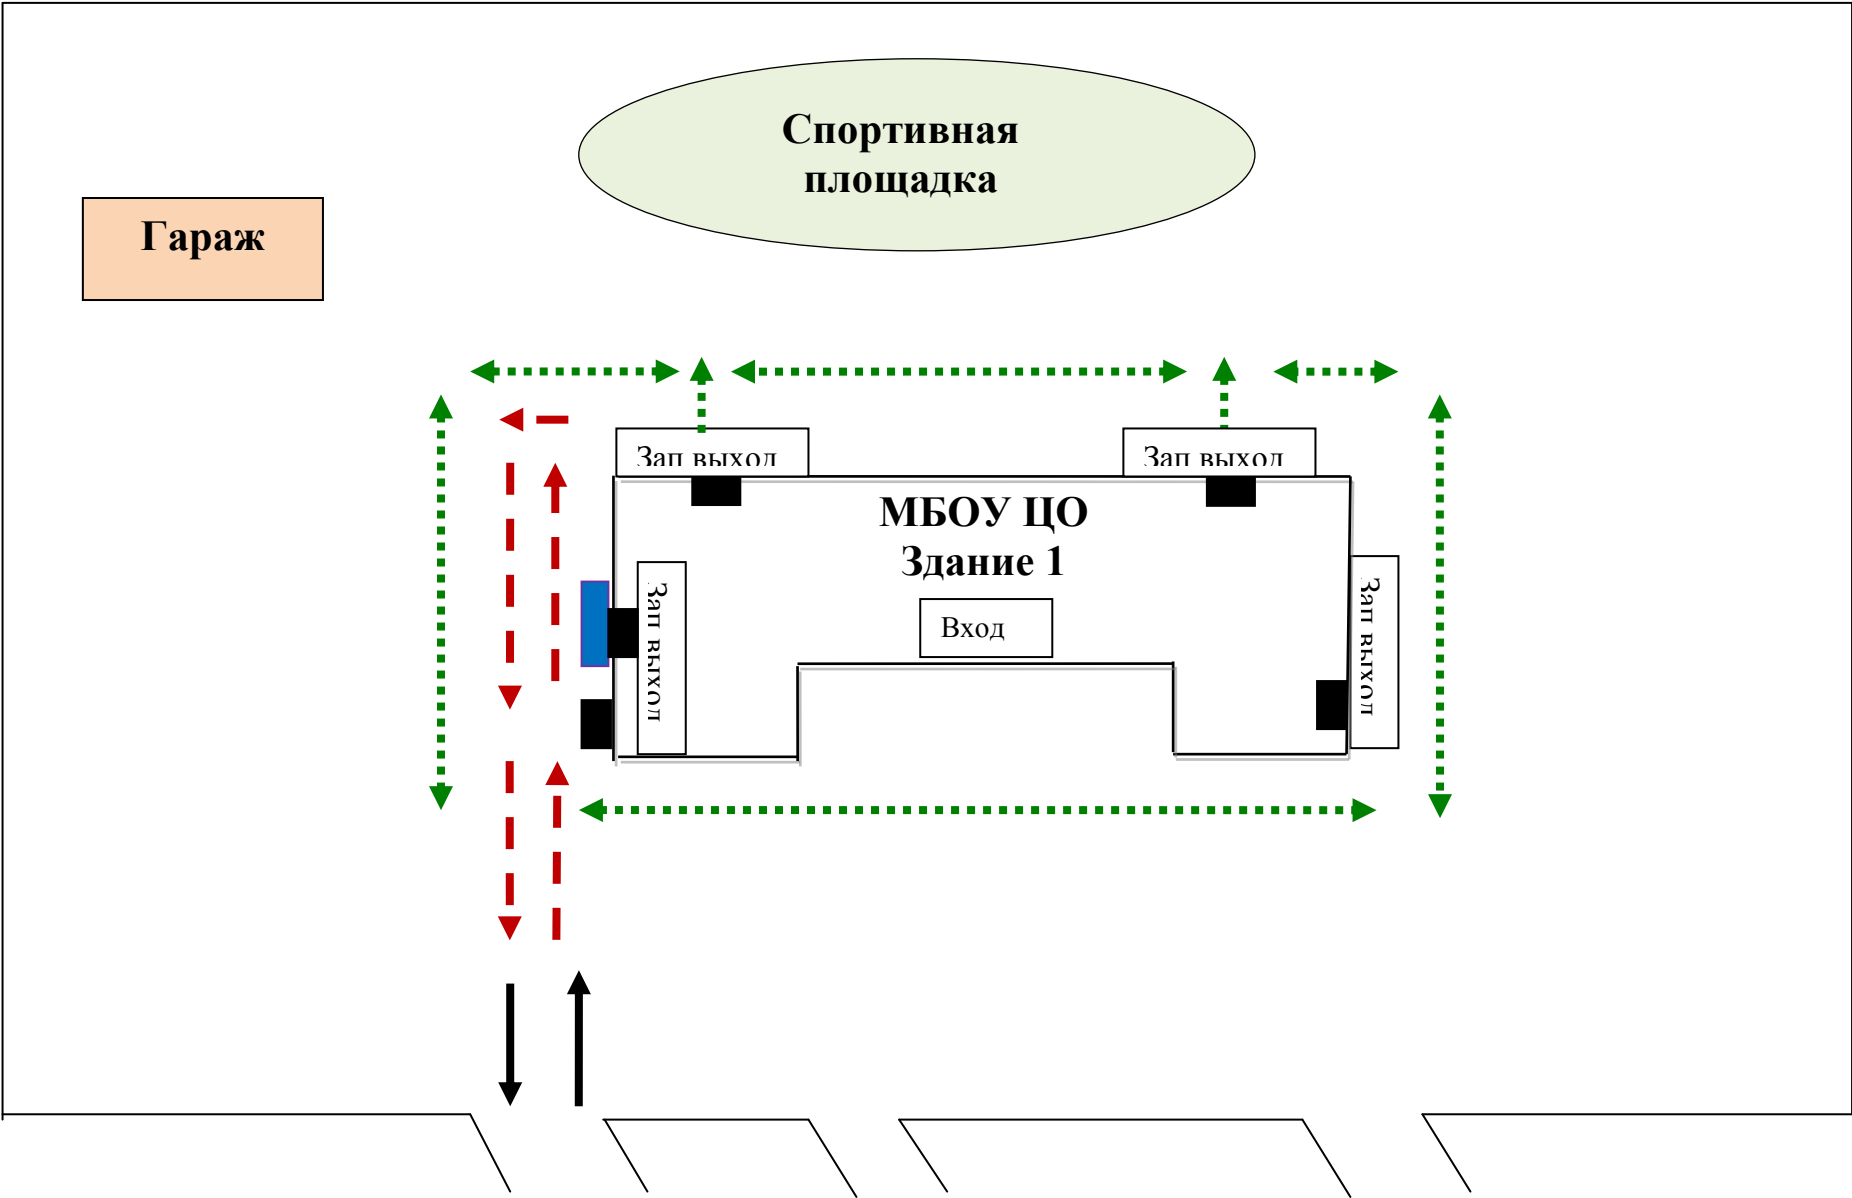 Спортивная
площадка
Гараж
Зап выход
Зап выход
МБОУ ЦО
Здание 1
Зап выход
Вход
Зап выход